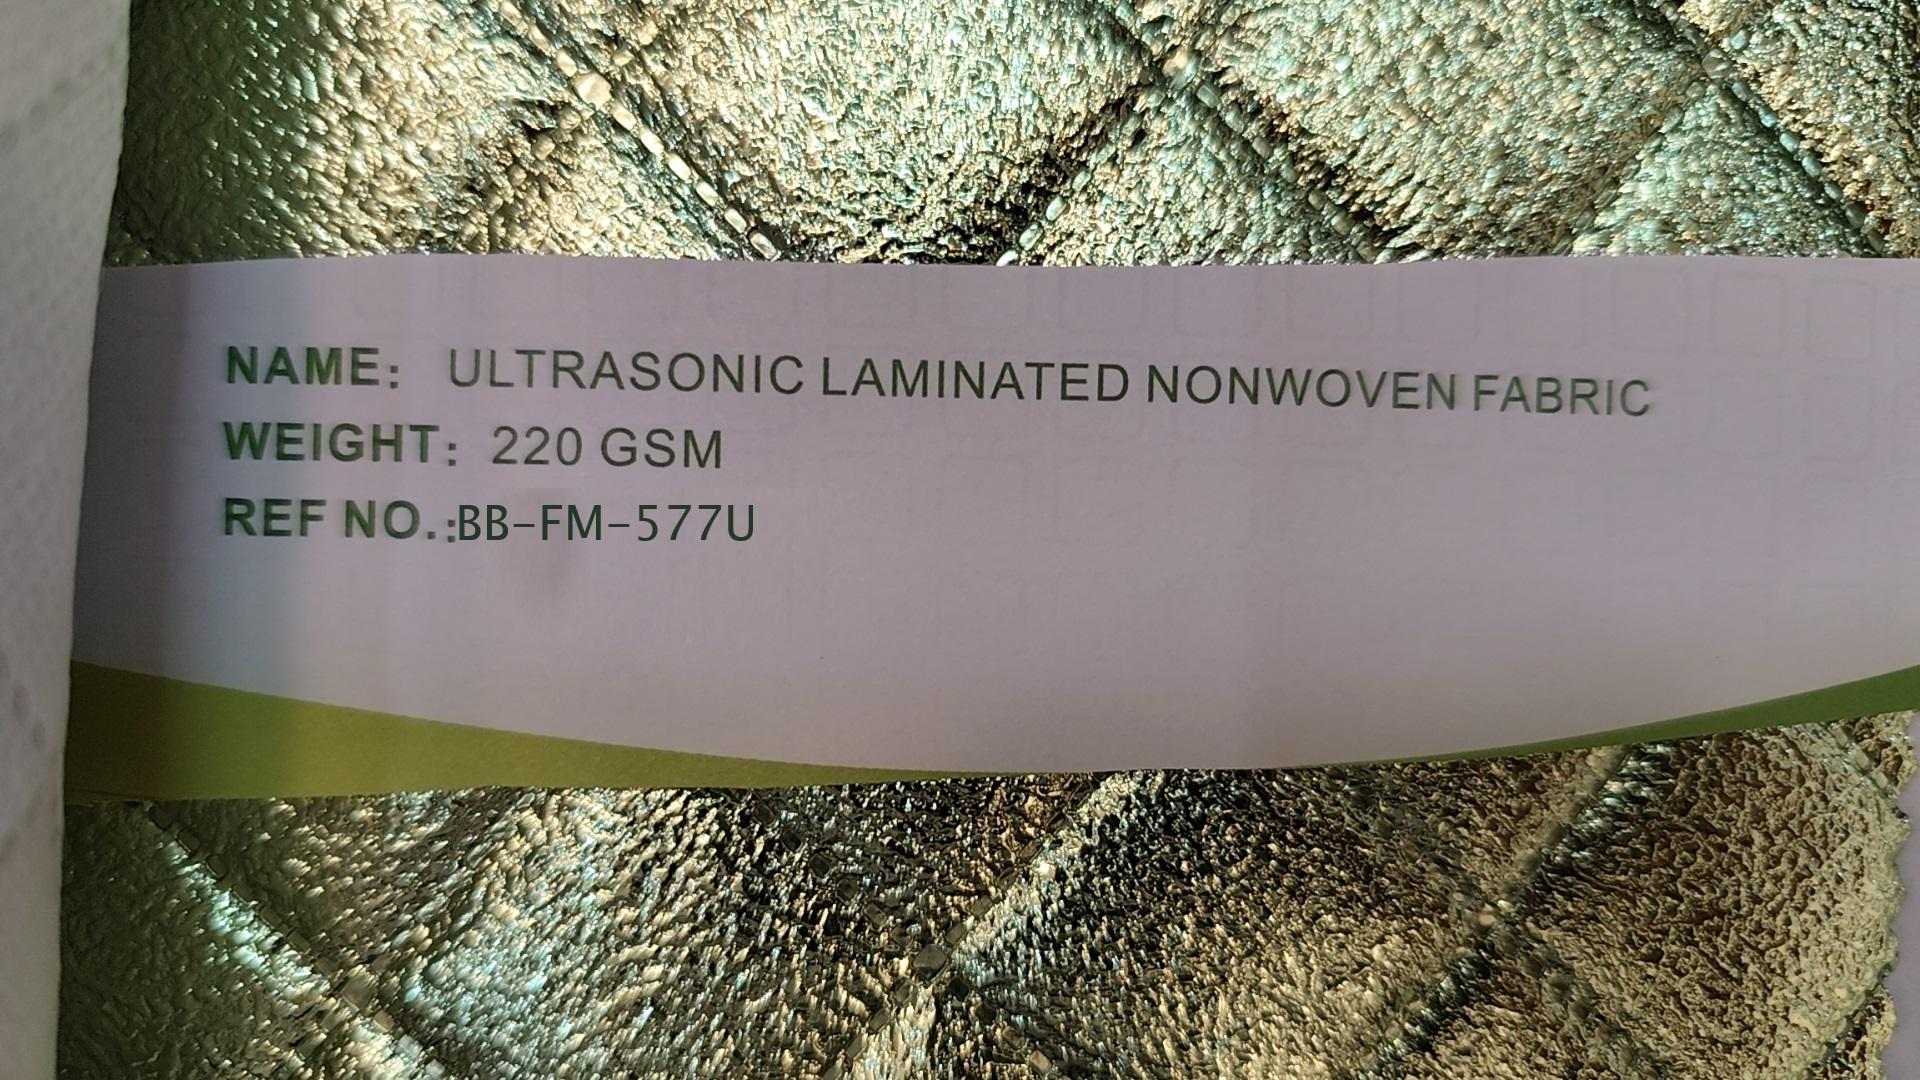 NAME: ULTRASONIC LAMINATED NONWOVEN FABRIC
WEIGHT: 220 GSM
REF NO.:BB-FM-577U